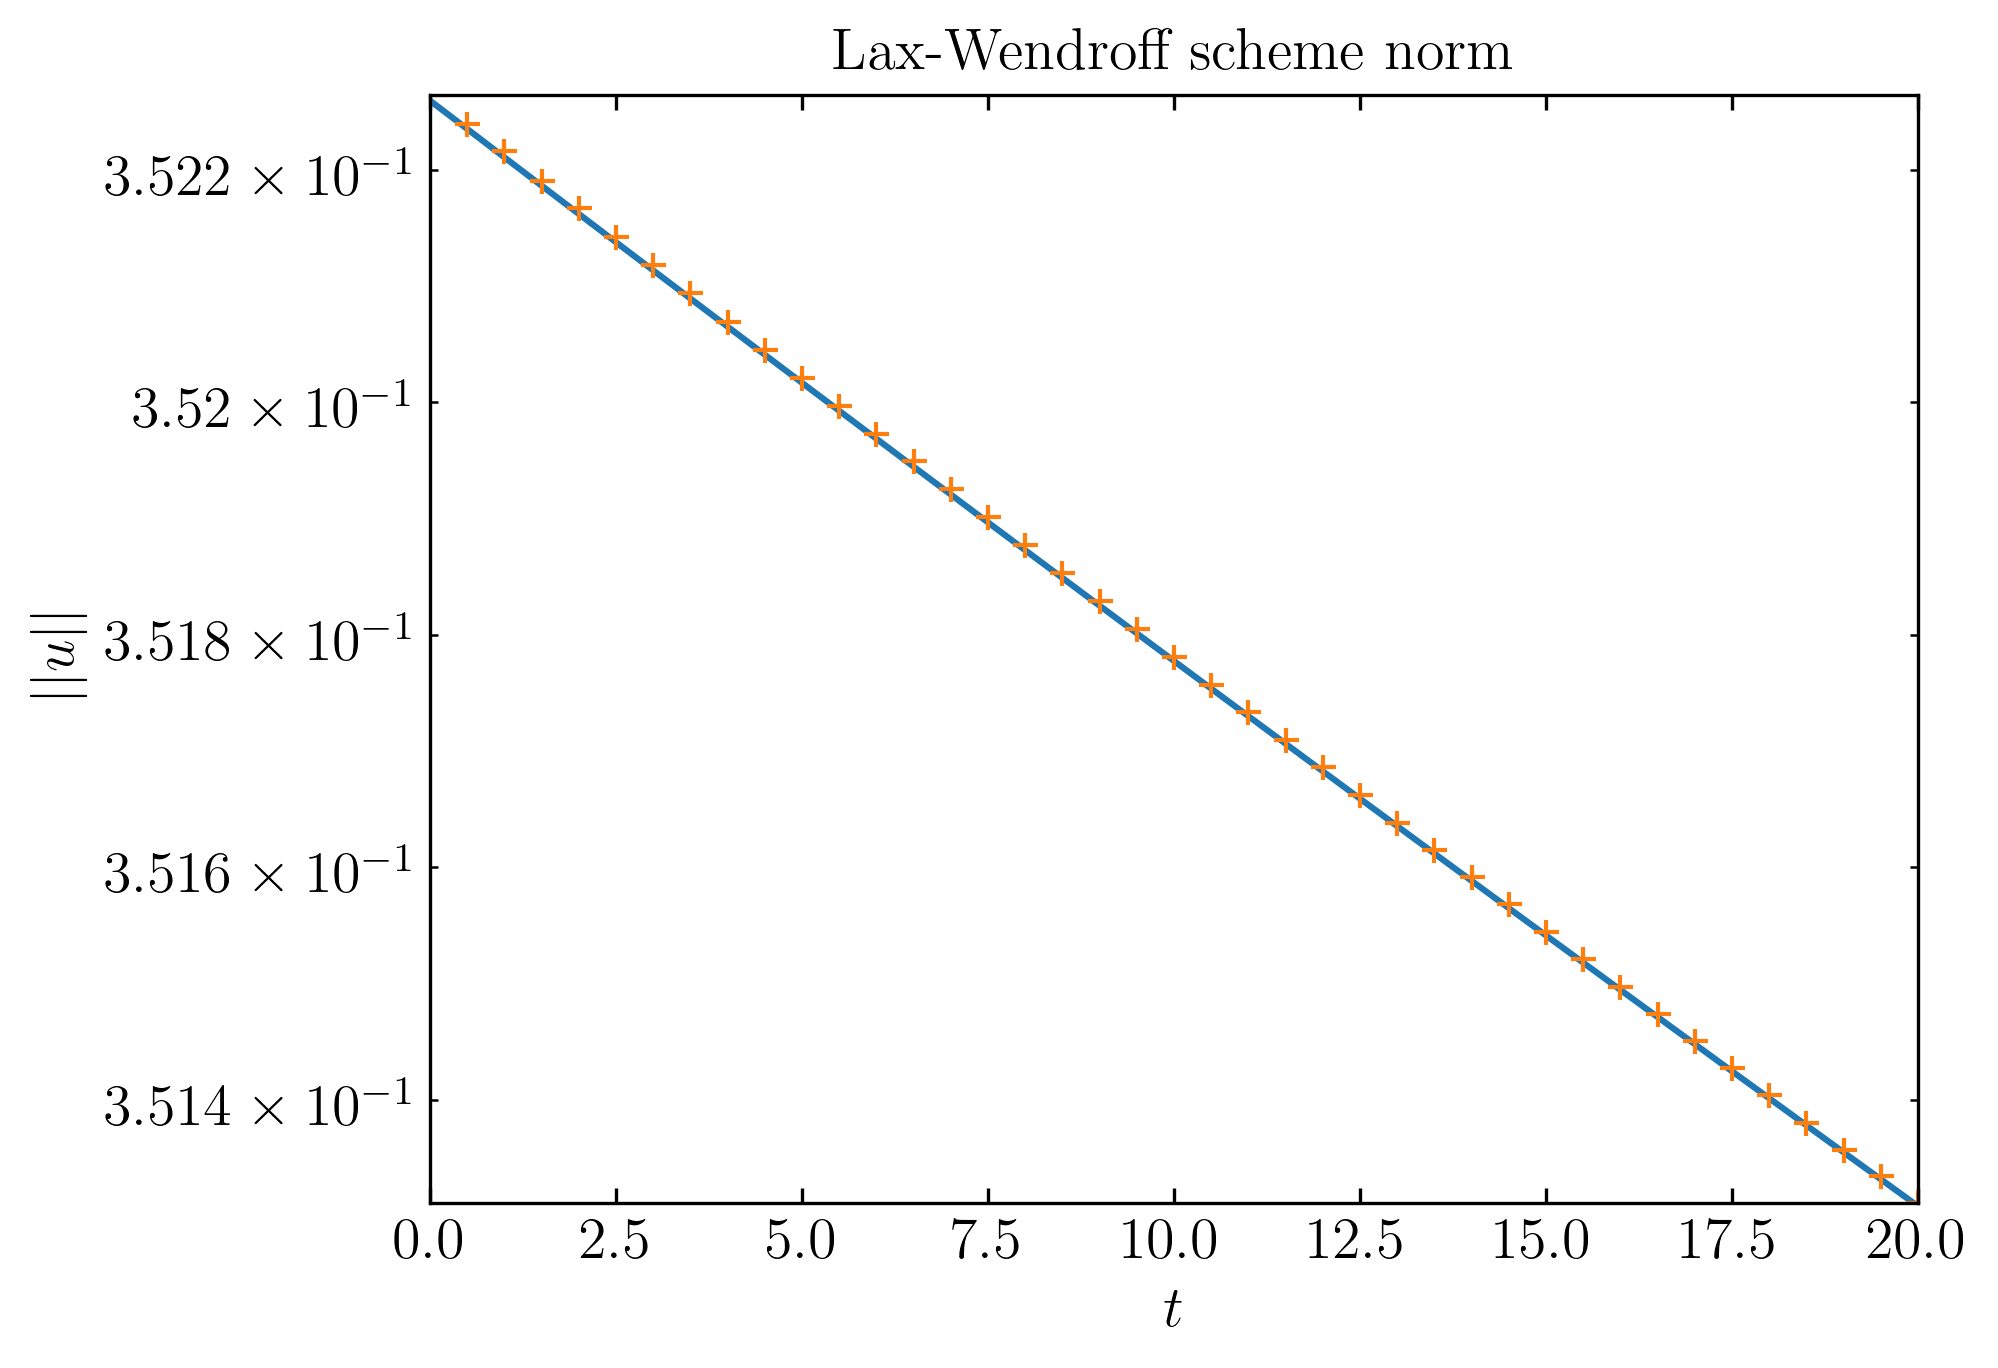 Lax-Wendroff scheme norm
||u||
3.522 × 10⁻¹
3.52 × 10⁻¹
3.518 × 10⁻¹
3.516 × 10⁻¹
3.514 × 10⁻¹
0.0 2.5 5.0 7.5 10.0 12.5 15.0 17.5 20.0
t